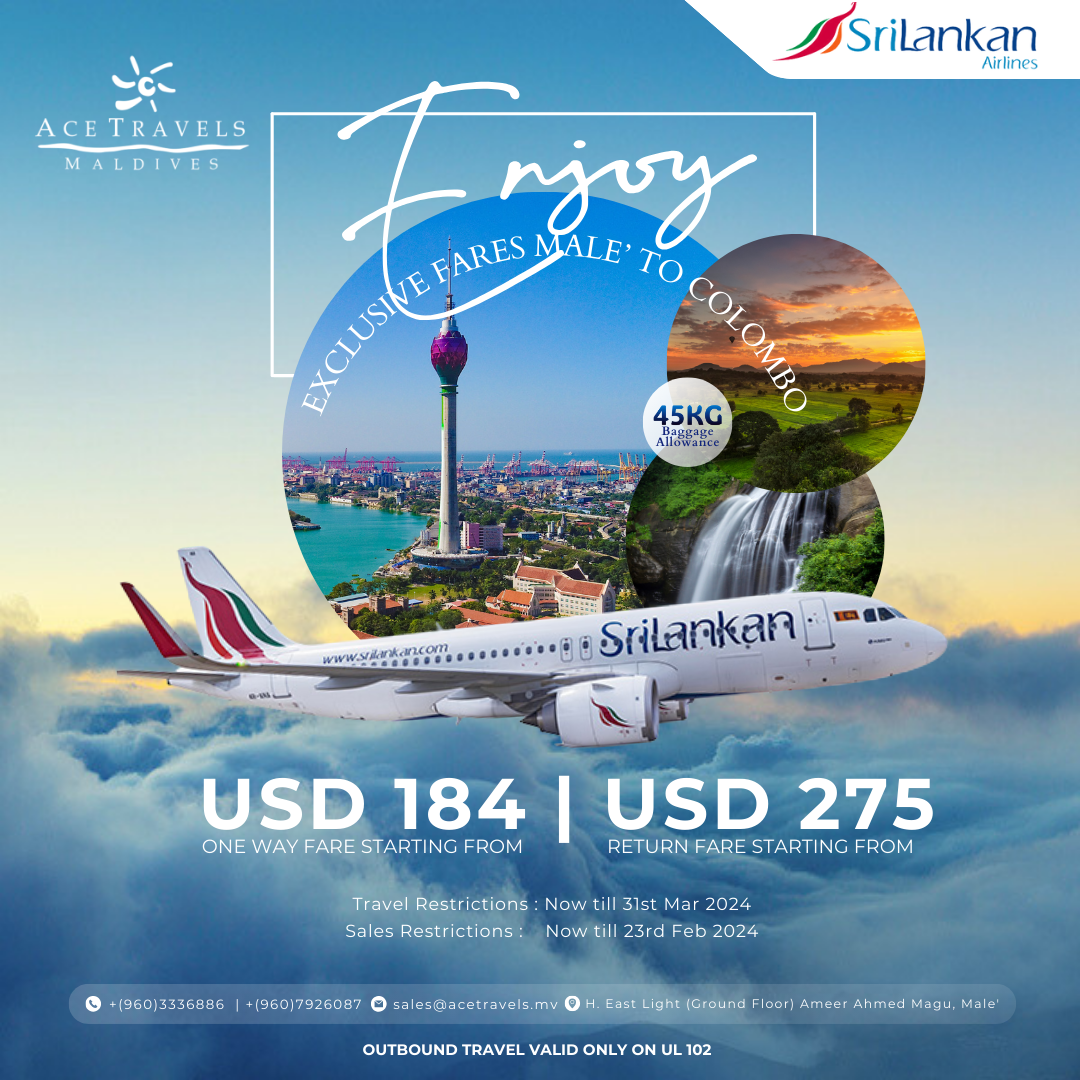 SriLankan
Airlines
ACE TRAVELS
MALDIVES
Enjoy
EXCLUSIVE FARES MALE' TO COLOMBO
45KG
Baggage
Allowance
www.srilankan.com
SriLankan
USD 184 | USD 275
ONE WAY FARE STARTING FROM RETURN FARE STARTING FROM
Travel Restrictions : Now till 31st Mar 2024
Sales Restrictions : Now till 23rd Feb 2024
+(960)3336886 | +(960)7926087 sales@acetravels.mv H. East Light (Ground Floor) Ameer Ahmed Magu, Male'
OUTBOUND TRAVEL VALID ONLY ON UL 102